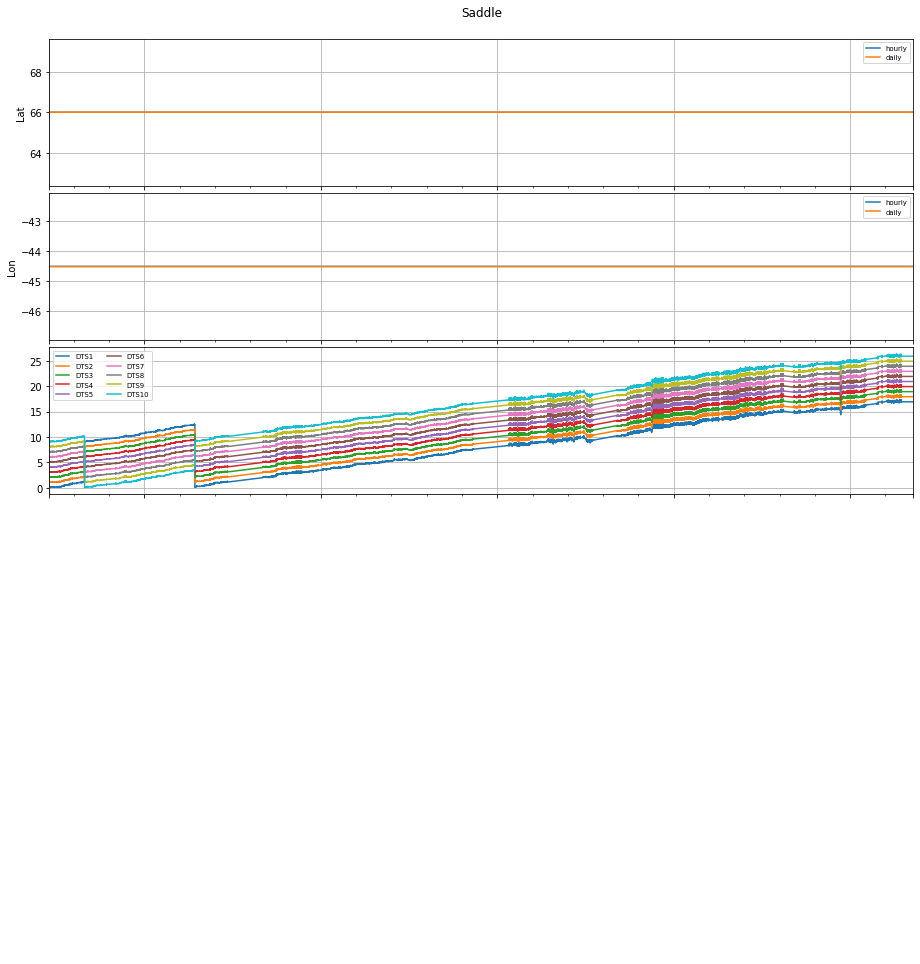 Saddle
hourly
daily
68
66
64
Lat
hourly
daily
−43
−44
−45
−46
Lon
DTS1 DTS6
DTS2 DTS7
DTS3 DTS8
DTS4 DTS9
DTS5 DTS10
25
20
15
10
5
0